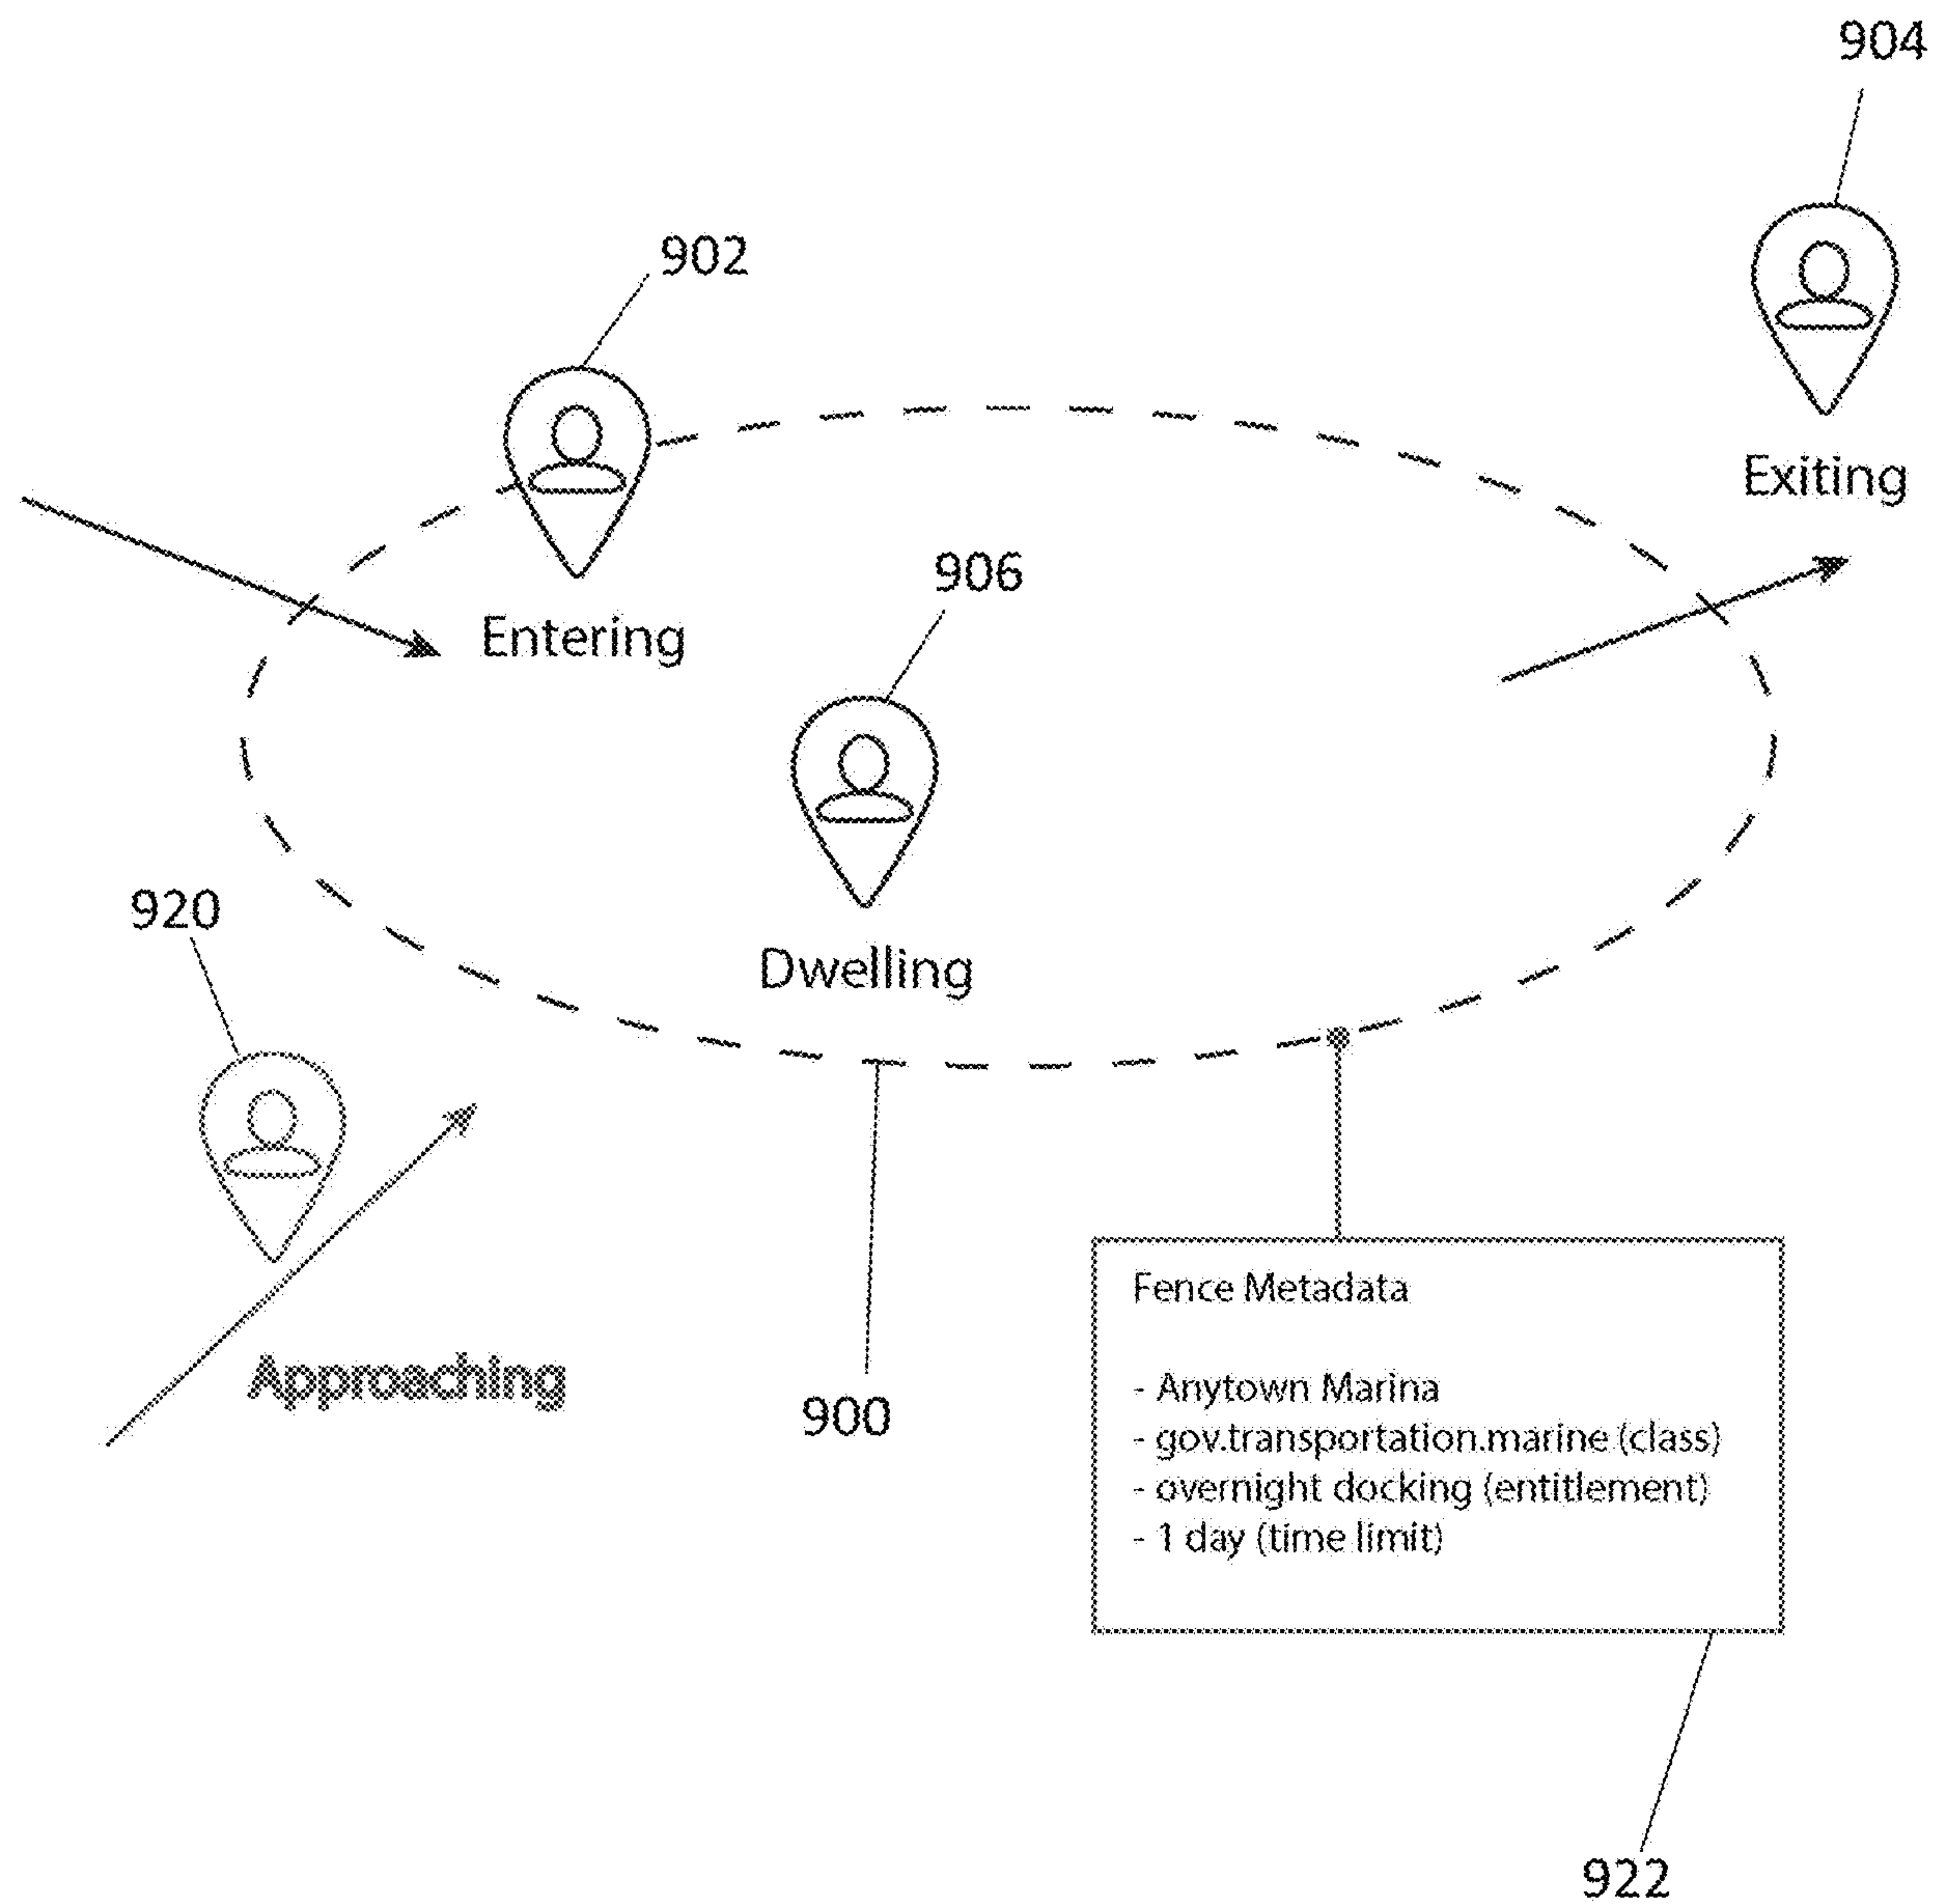 904
902
Exiting
906
Entering
920
Dwelling
Fence Metadata
Approaching
- Anytown Marina
900
- gov.transportation.marine (class)
- overnight docking (entitlement)
- 1 day (time limit)
922